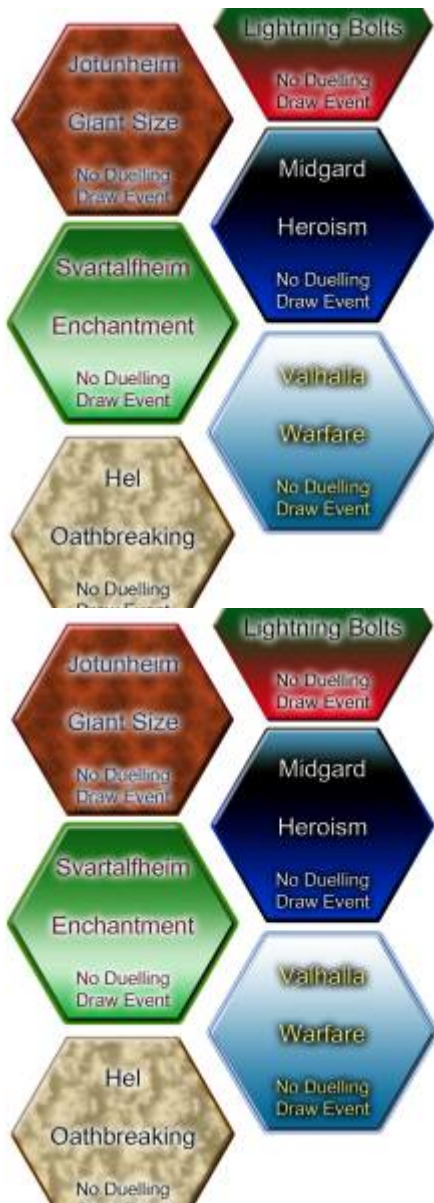 Lightning Bolts
No Duelling
Draw Event
Jotunheim
Giant Size
No Duelling
Draw Event
Midgard
Heroism
No Duelling
Draw Event
Svartalfheim
Enchantment
No Duelling
Draw Event
Valhalla
Warfare
No Duelling
Draw Event
Hel
Oathbreaking
No Duelling
Draw Event
Lightning Bolts
No Duelling
Draw Event
Jotunheim
Giant Size
No Duelling
Draw Event
Midgard
Heroism
No Duelling
Draw Event
Svartalfheim
Enchantment
No Duelling
Draw Event
Valhalla
Warfare
No Duelling
Draw Event
Hel
Oathbreaking
No Duelling